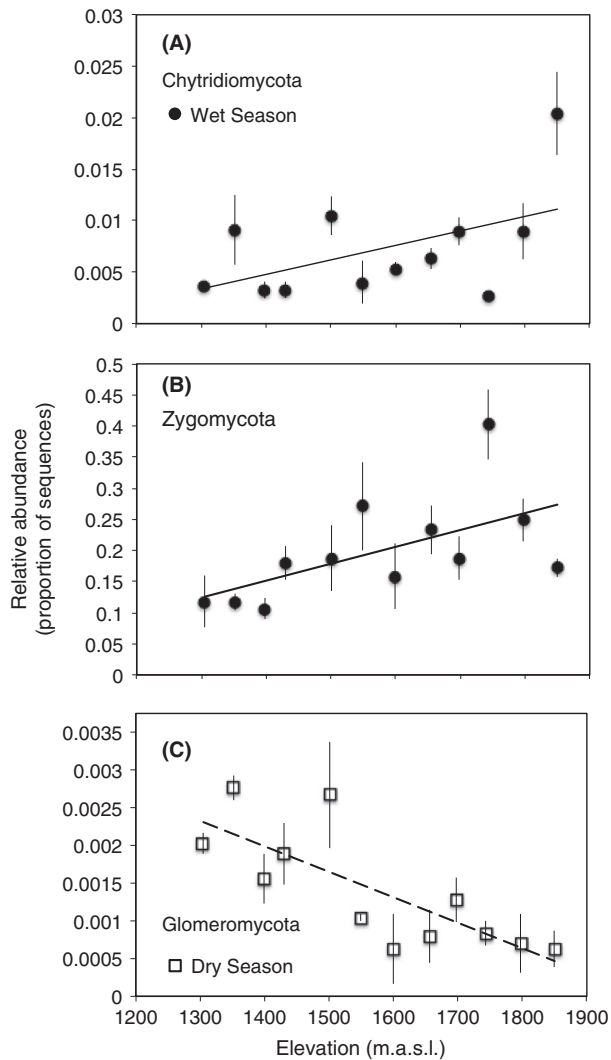 (A)
Chytridiomycota
Wet Season
0.03
0.025
0.02
0.015
0.01
0.005
0
(B)
Zygomycota
0.5
0.45
0.4
0.35
0.3
0.25
0.2
0.15
0.1
0.05
0
Relative abundance
(proportion of sequences)
(C)
Glomeromycota
Dry Season
0.0035
0.003
0.0025
0.002
0.0015
0.001
0.0005
0
1200 1300 1400 1500 1600 1700 1800 1900
Elevation (m.a.s.l.)